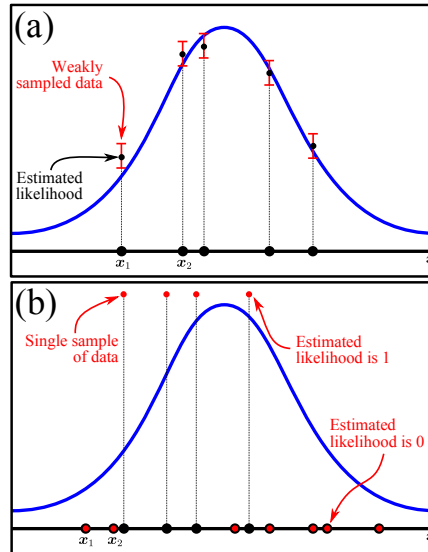 (a)
Weakly
sampled data
Estimated
likelihood
x₁ x₂
(b)
Single sample
of data
Estimated
likelihood is 1
Estimated
likelihood is 0
x₁ x₂